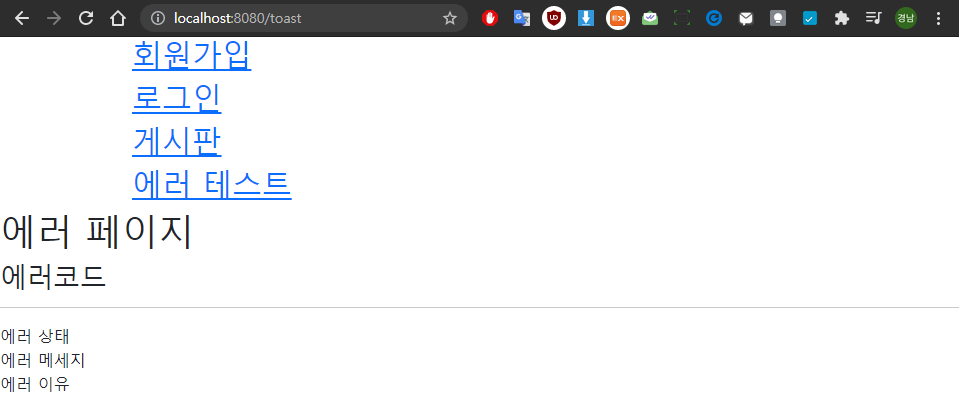 localhost:8080/toast
경남
회원가입
로그인
게시판
에러 테스트
에러 페이지
에러코드
에러 상태
에러 메세지
에러 이유